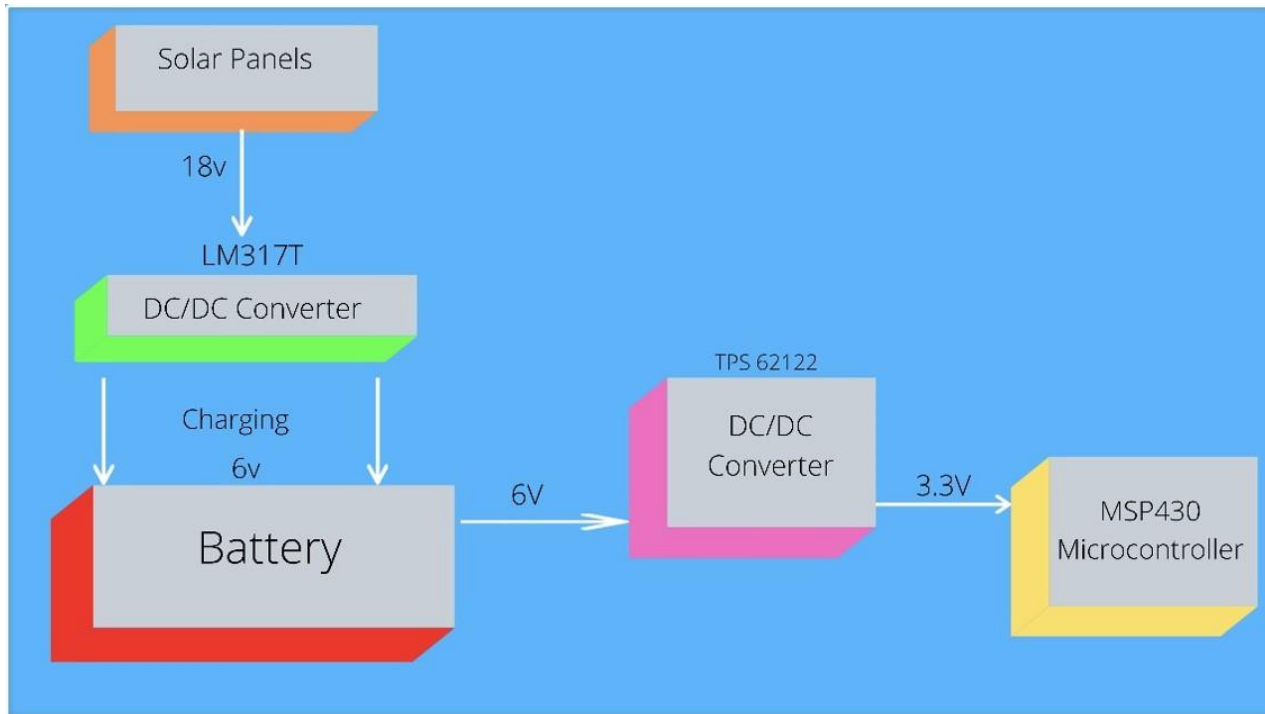 Solar Panels
18v
LM317T
DC/DC Converter
Charging
6v
Battery
6V
TPS 62122
DC/DC
Converter
3.3V
MSP430
Microcontroller